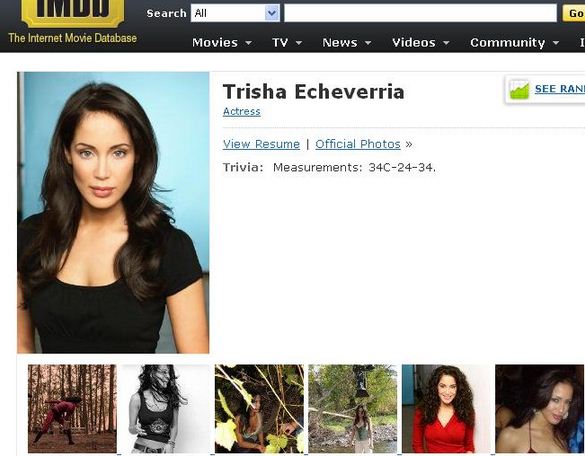 IMDb
Search All Go
The Internet Movie Database
Movies TV News Videos Community
Trisha Echeverria
SEE RAN
Actress
View Resume | Official Photos »
Trivia: Measurements: 34C-24-34.